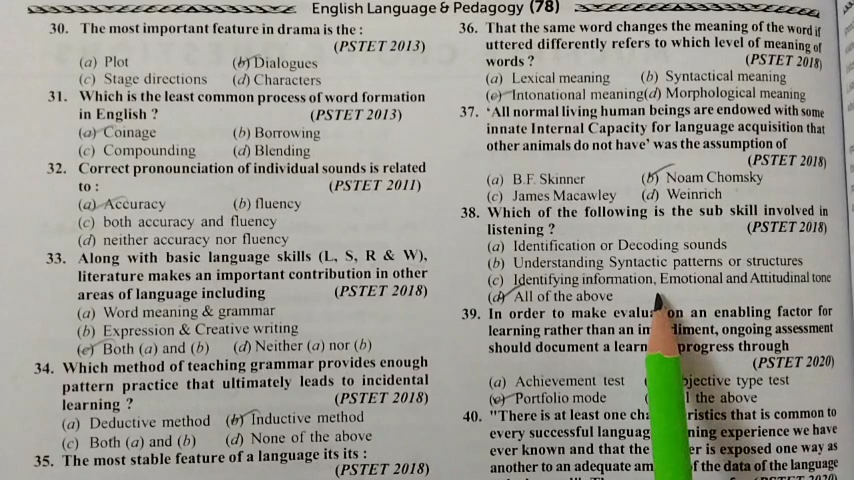 English Language & Pedagogy (78)
30. The most important feature in drama is the :
(PSTET 2013)
(a) Plot (b) Dialogues
(c) Stage directions (d) Characters
31. Which is the least common process of word formation
in English ? (PSTET 2013)
(a) Coinage (b) Borrowing
(c) Compounding (d) Blending
32. Correct pronounciation of individual sounds is related
to : (PSTET 2011)
(a) Accuracy (b) fluency
(c) both accuracy and fluency
(d) neither accuracy nor fluency
33. Along with basic language skills (L, S, R & W),
literature makes an important contribution in other
areas of language including (PSTET 2018)
(a) Word meaning & grammar
(b) Expression & Creative writing
(c) Both (a) and (b) (d) Neither (a) nor (b)
34. Which method of teaching grammar provides enough
pattern practice that ultimately leads to incidental
learning ? (PSTET 2018)
(a) Deductive method (b) Inductive method
(c) Both (a) and (b) (d) None of the above
35. The most stable feature of a language its its :
(PSTET 2018)
36. That the same word changes the meaning of the word if
uttered differently refers to which level of meaning of
words ? (PSTET 2018)
(a) Lexical meaning (b) Syntactical meaning
(c) Intonational meaning (d) Morphological meaning
37. 'All normal living human beings are endowed with some
innate Internal Capacity for language acquisition that
other animals do not have' was the assumption of
(PSTET 2018)
(a) B.F. Skinner (b) Noam Chomsky
(c) James Macawley (d) Weinrich
38. Which of the following is the sub skill involved in
listening ? (PSTET 2018)
(a) Identification or Decoding sounds
(b) Understanding Syntactic patterns or structures
(c) Identifying information, Emotional and Attitudinal tone
(d) All of the above
39. In order to make on an enabling factor for
learning rather than an ongoing assessment
should document a progress through
(PSTET 2020)
(a) Achievement test type test
(c) Portfolio mode the above
40. "There is at least one that is common to
every successful experience we have
ever known and that the is exposed one way as
another to an adequate of the data of the language